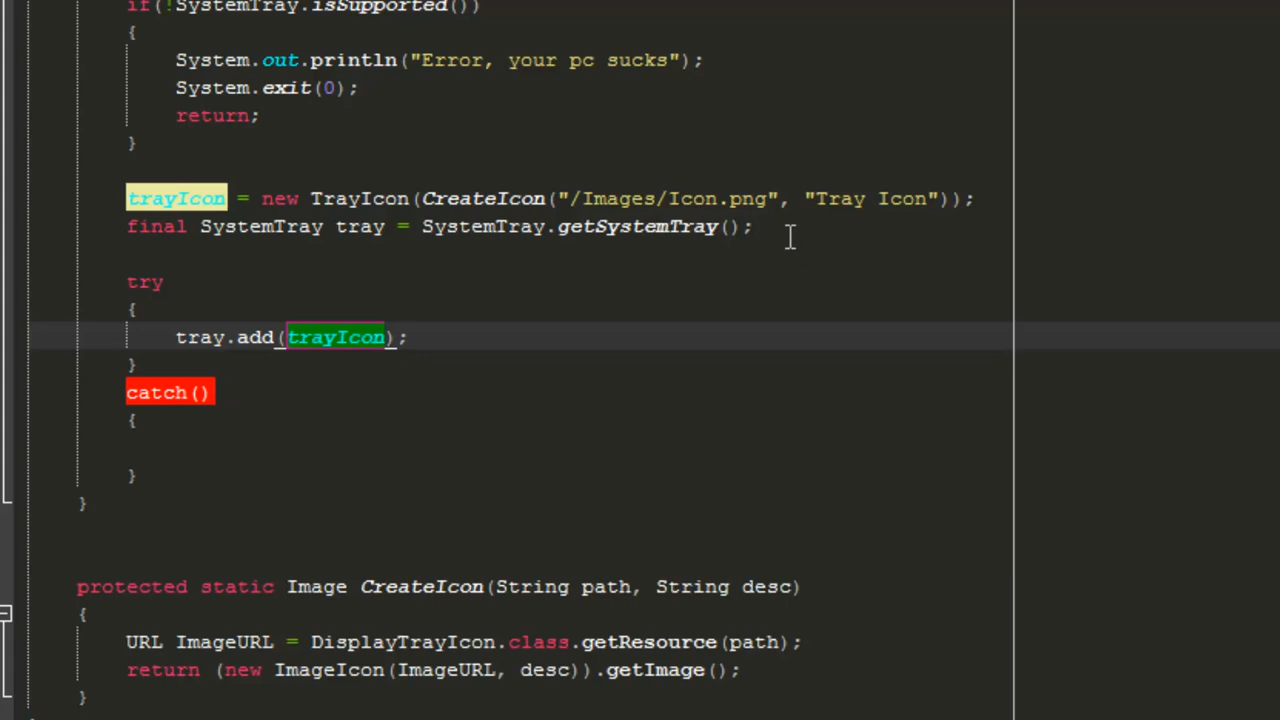 if(!SystemTray.isSupported())
{
System.out.println("Error, your pc sucks");
System.exit(0);
return;
}
trayIcon = new TrayIcon(CreateIcon("/Images/Icon.png", "Tray Icon"));
final SystemTray tray = SystemTray.getSystemTray();
try
{
tray.add(trayIcon);
}
catch()
{
}
}
protected static Image CreateIcon(String path, String desc)
{
URL ImageURL = DisplayTrayIcon.class.getResource(path);
return (new ImageIcon(ImageURL, desc)).getImage();
}